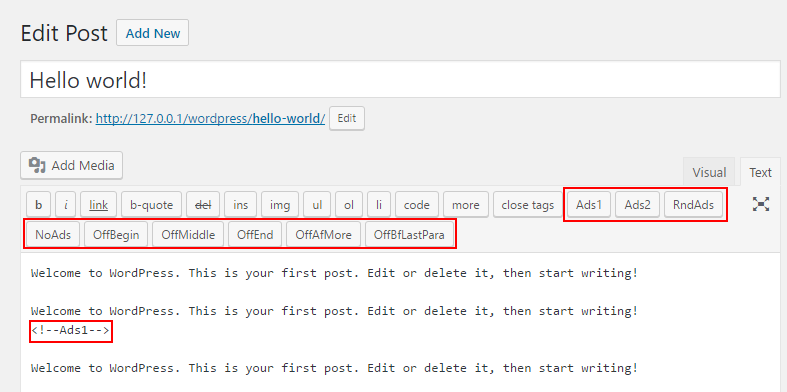 Edit Post Add New
Hello world!
Permalink: http://127.0.0.1/wordpress/hello-world/ Edit
Add Media
Visual Text
b i link b-quote del ins img ul ol li code more close tags Ads1 Ads2 RndAds
NoAds OffBegin OffMiddle OffEnd OffAfMore OffBfLastPara
Welcome to WordPress. This is your first post. Edit or delete it, then start writing!
Welcome to WordPress. This is your first post. Edit or delete it, then start writing!
<!--Ads1-->
Welcome to WordPress. This is your first post. Edit or delete it, then start writing!